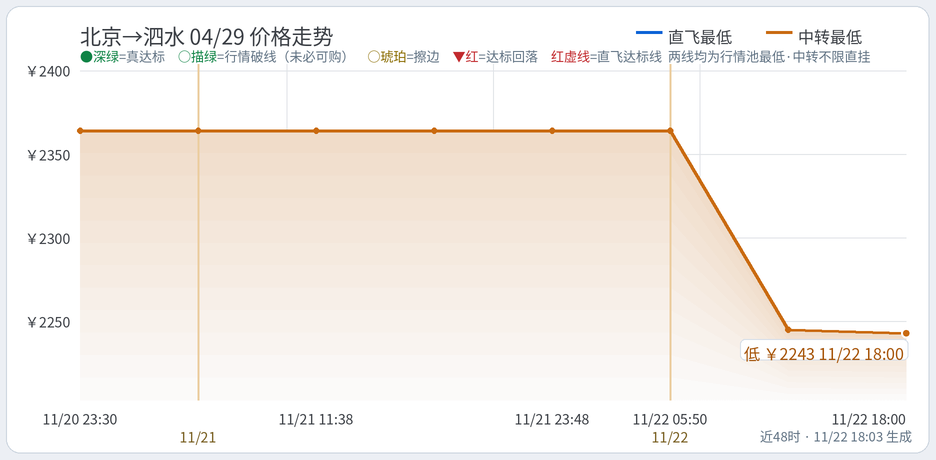 北京→泗水 04/29 价格走势
直飞最低 中转最低
●深绿=真达标 ○描绿=行情破线（未必可购） ○琥珀=擦边 ▼红=达标回落 红虚线=直飞达标线 两线均为行情池最低·中转不限直挂
￥2400
￥2350
￥2300
￥2250
低 ￥2243 11/22 18:00
11/20 23:30 11/21 11:38 11/21 23:48 11/22 05:50 11/22 18:00
11/21 11/22
近48时 · 11/22 18:03 生成